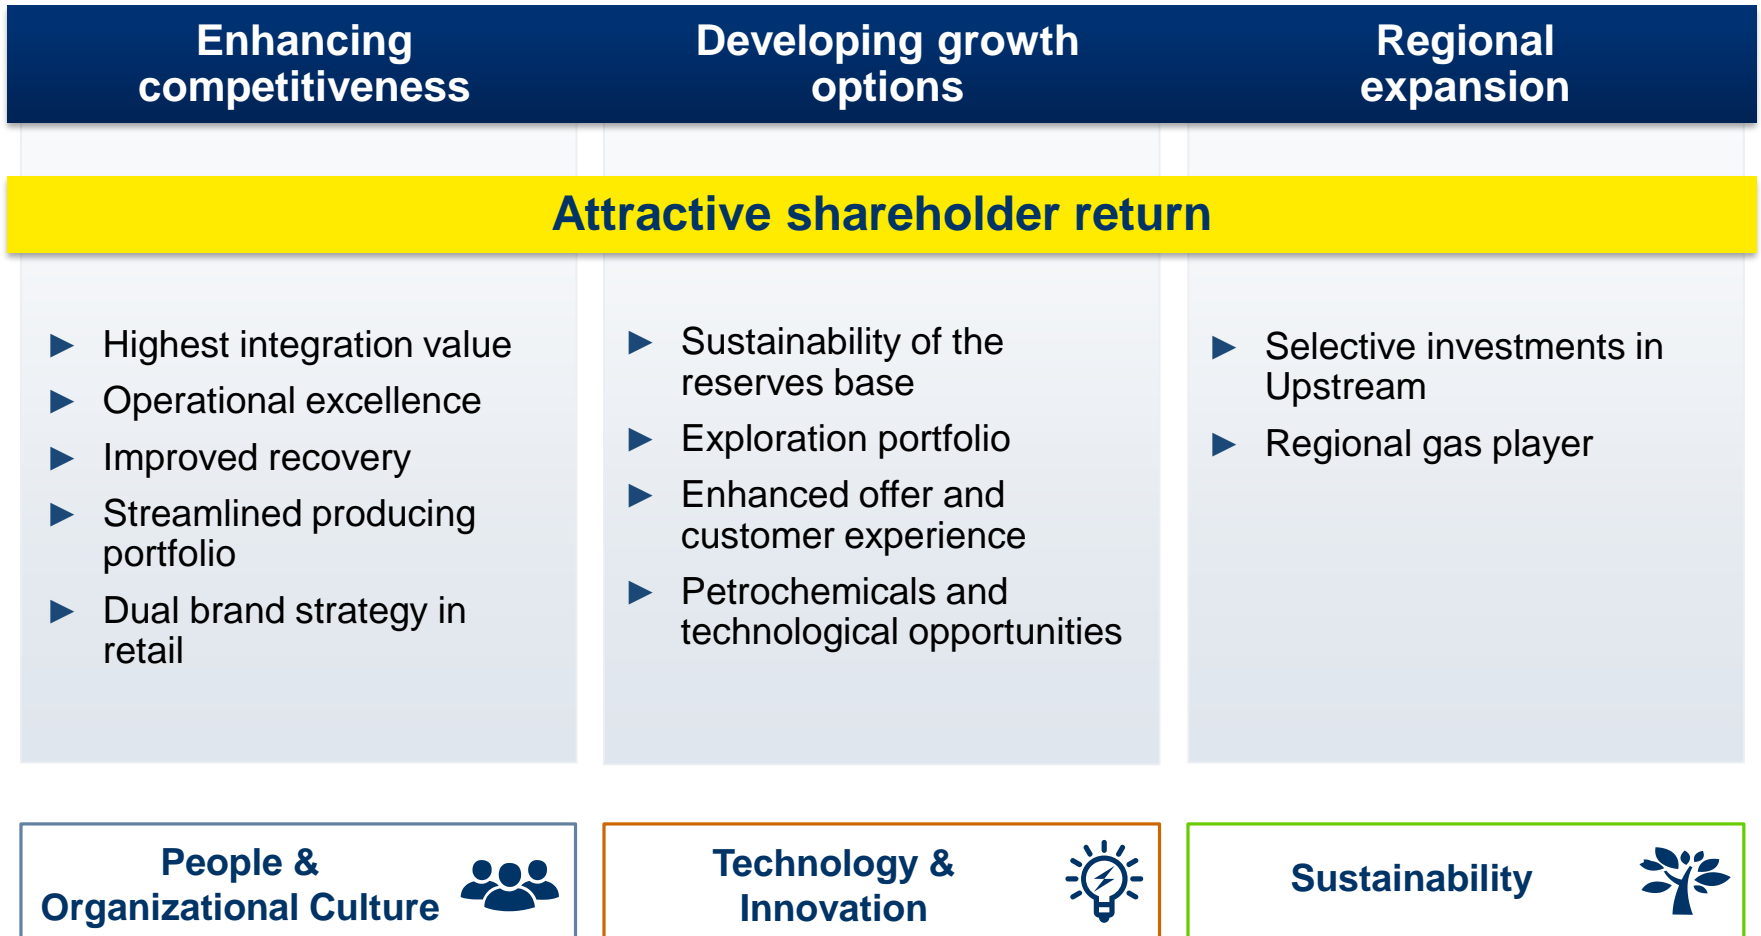 Enhancing
competitiveness
Developing growth
options
Regional
expansion
Attractive shareholder return
► Highest integration value
► Operational excellence
► Improved recovery
► Streamlined producing
portfolio
► Dual brand strategy in
retail
► Sustainability of the
reserves base
► Exploration portfolio
► Enhanced offer and
customer experience
► Petrochemicals and
technological opportunities
► Selective investments in
Upstream
► Regional gas player
People &
Organizational Culture
Technology &
Innovation
Sustainability